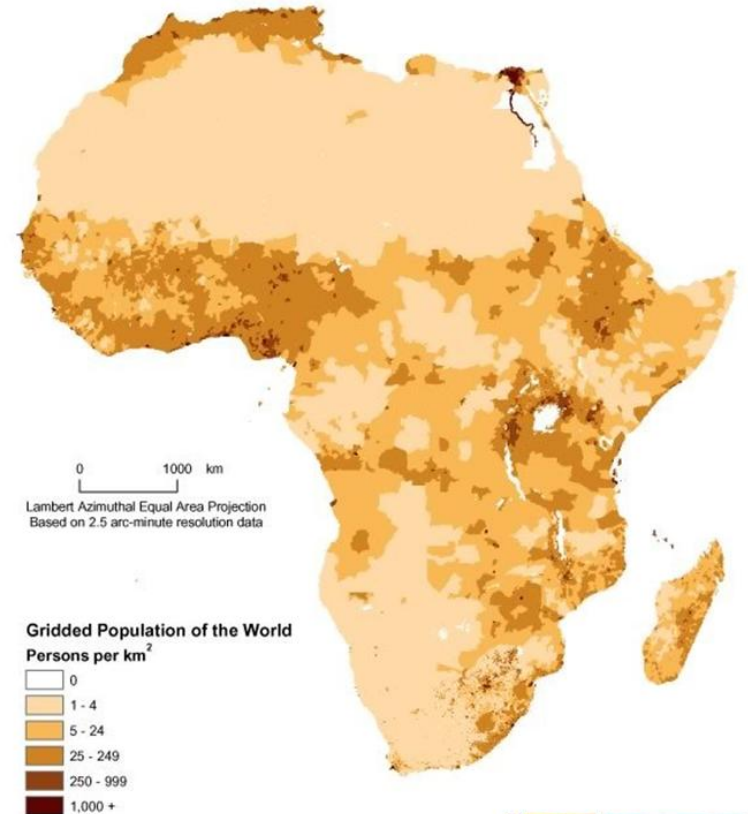 0 1000 km
Lambert Azimuthal Equal Area Projection
Based on 2.5 arc-minute resolution data
Gridded Population of the World
Persons per km²
0
1 - 4
5 - 24
25 - 249
250 - 999
1,000 +